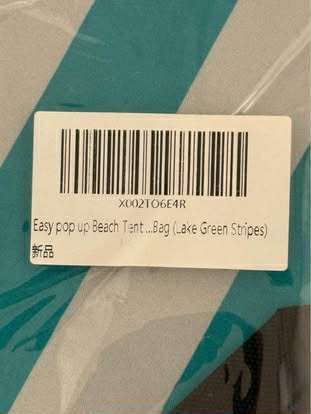 X002TO6E4R
Easy pop up Beach Tent ...Bag (Lake Green Stripes)
新品